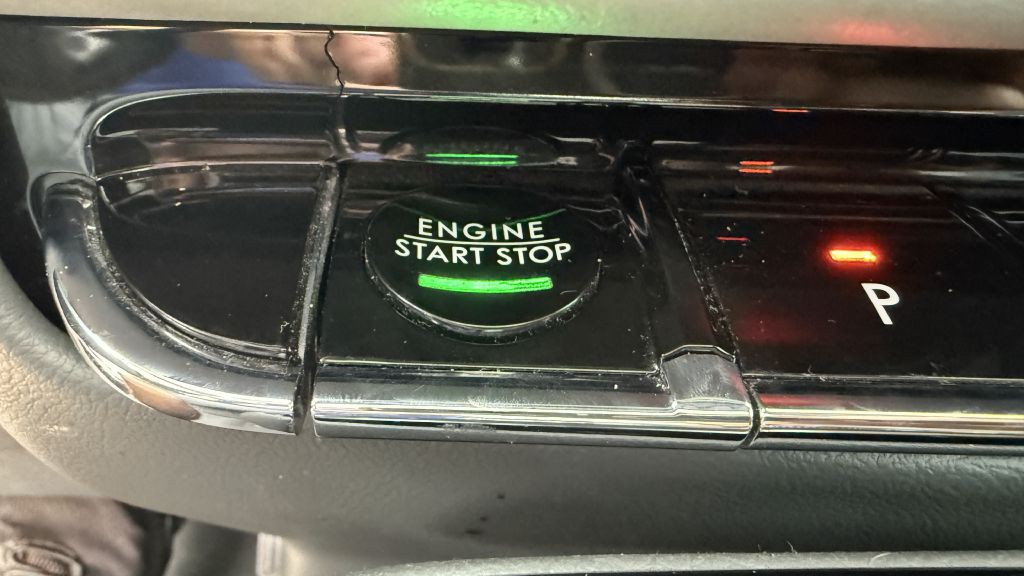 ENGINE
START STOP
P